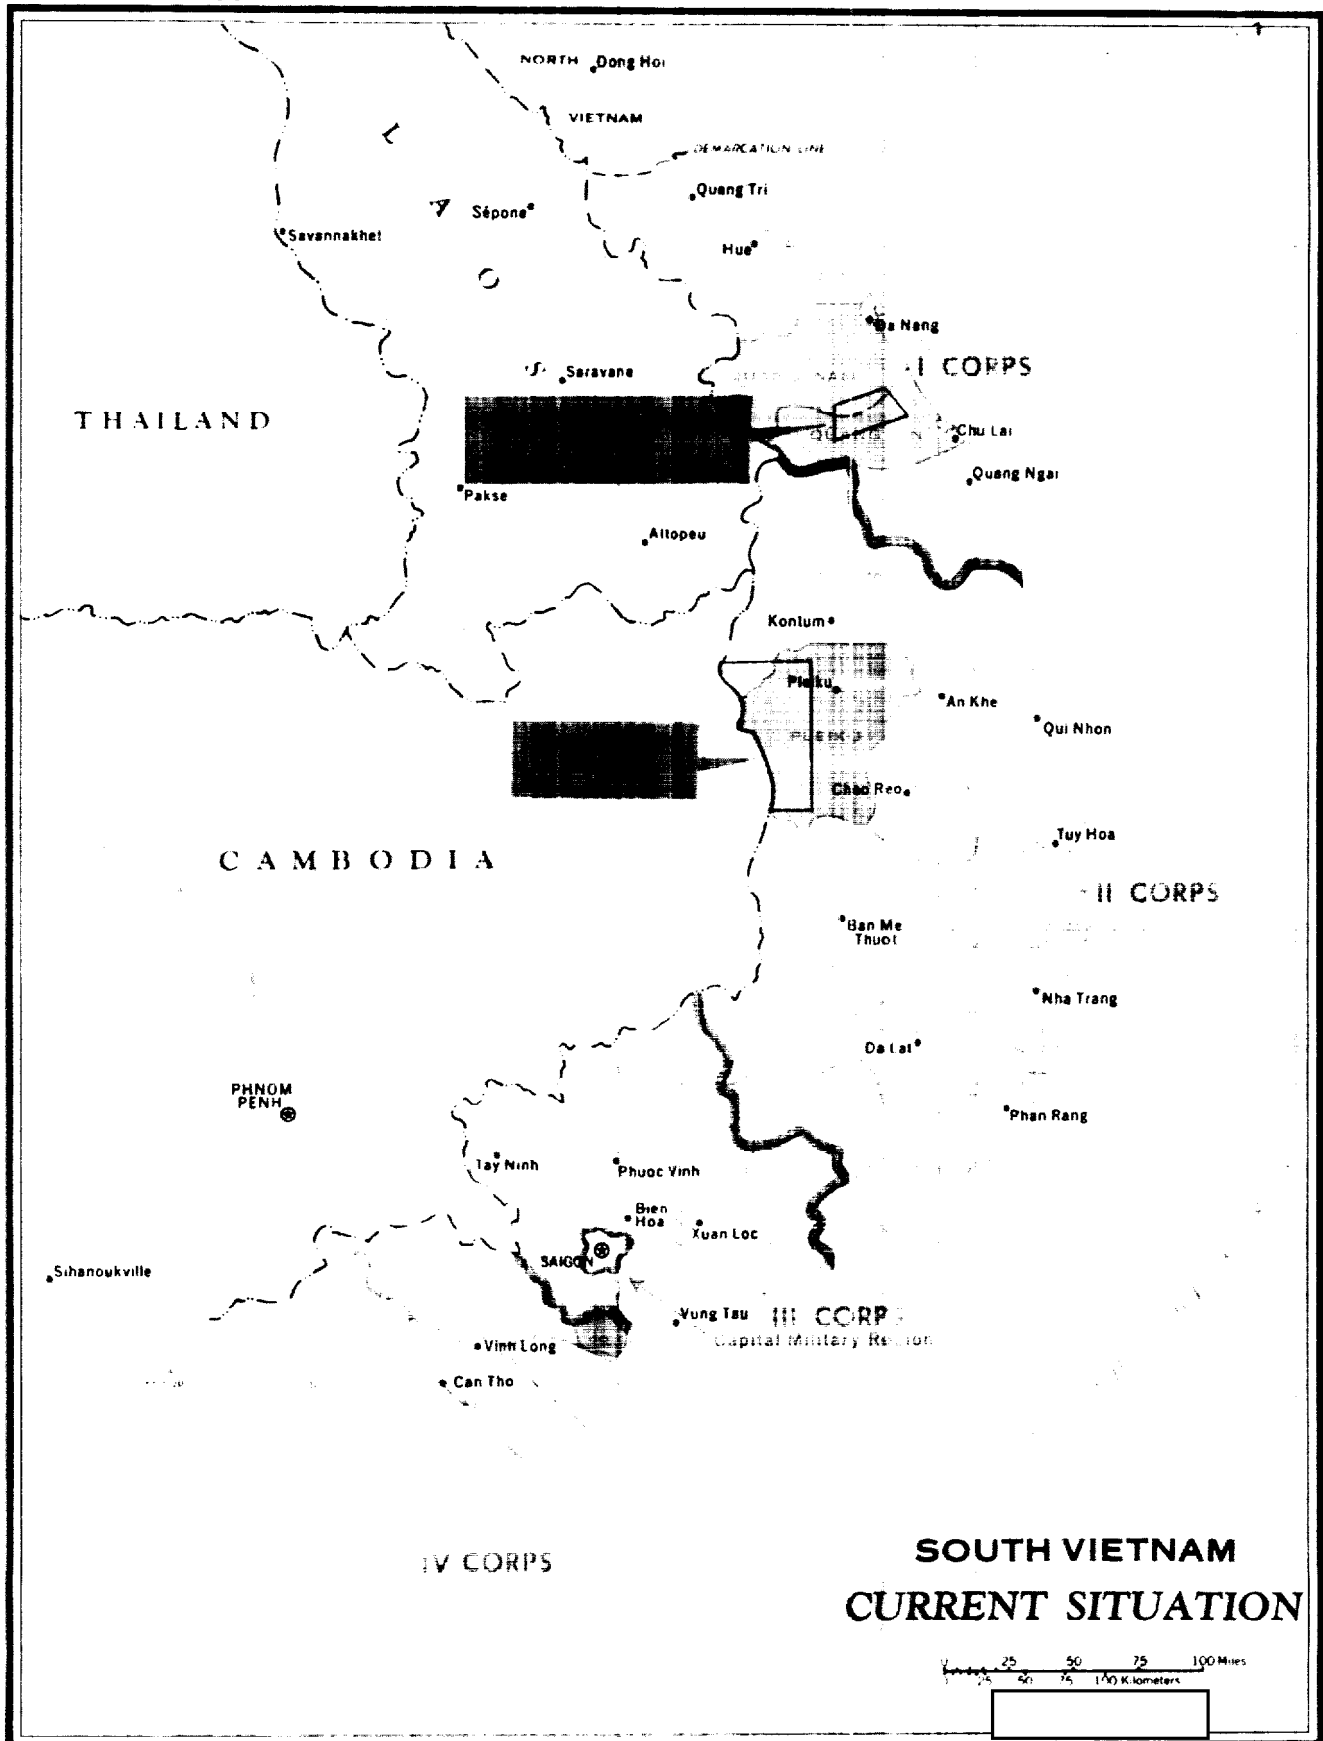 NORTH Dong Hoi
VIETNAM
DEMARCATION LINE
Quang Tri
LAOS
Sépone
Savannakhet
Hue
Da Nang
I CORPS
Saravane
THAILAND
Chu Lai
Quang Ngai
Pakse
Attopeu
Kontum
Pleiku
An Khe
Qui Nhon
Cheo Reo
Tuy Hoa
CAMBODIA
II CORPS
Ban Me
Thuot
Nha Trang
Da Lat
PHNOM
PENH
Phan Rang
Tay Ninh
Phuoc Vinh
Bien
Hoa
Xuan Loc
SAIGON
Sihanoukville
Vung Tau
III CORPS
Capital Military Region
Vinh Long
Can Tho
IV CORPS
SOUTH VIETNAM
CURRENT SITUATION
0 25 50 75 100 Miles
25 50 75 100 Kilometers